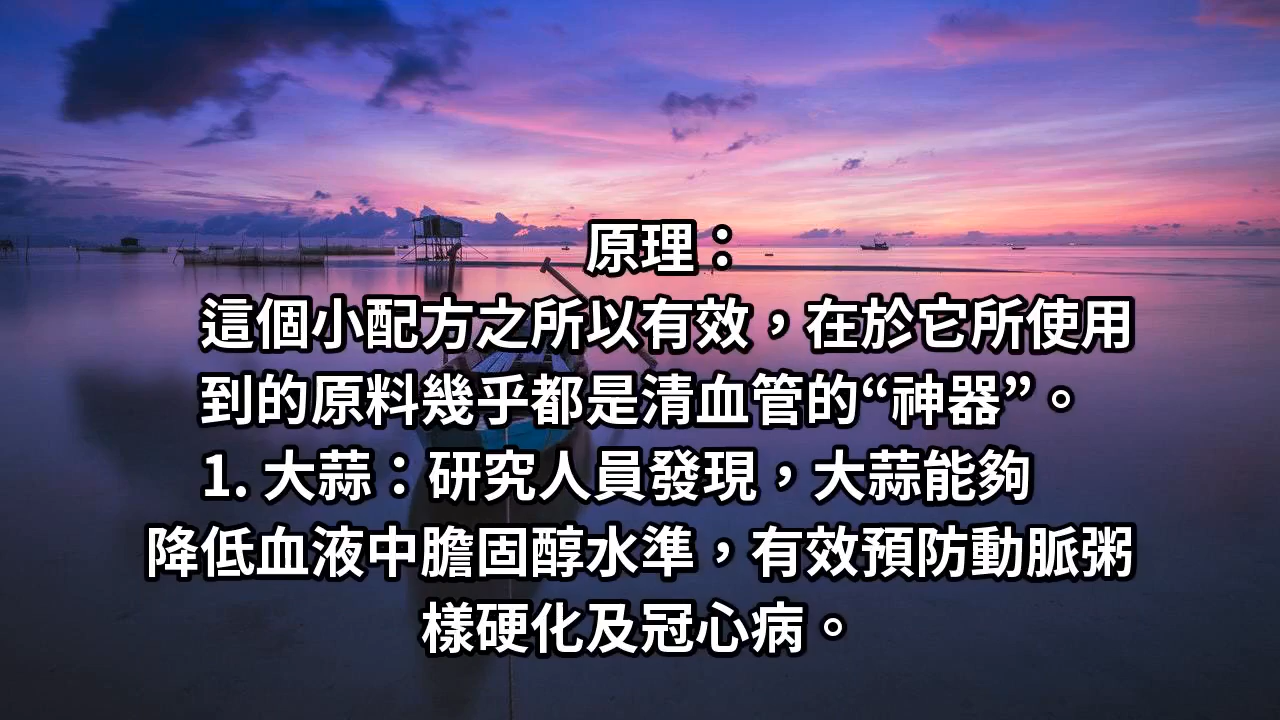 原理：
這個小配方之所以有效，在於它所使用
到的原料幾乎都是清血管的“神器”。
1. 大蒜：研究人員發現，大蒜能夠
降低血液中膽固醇水準，有效預防動脈粥
樣硬化及冠心病。